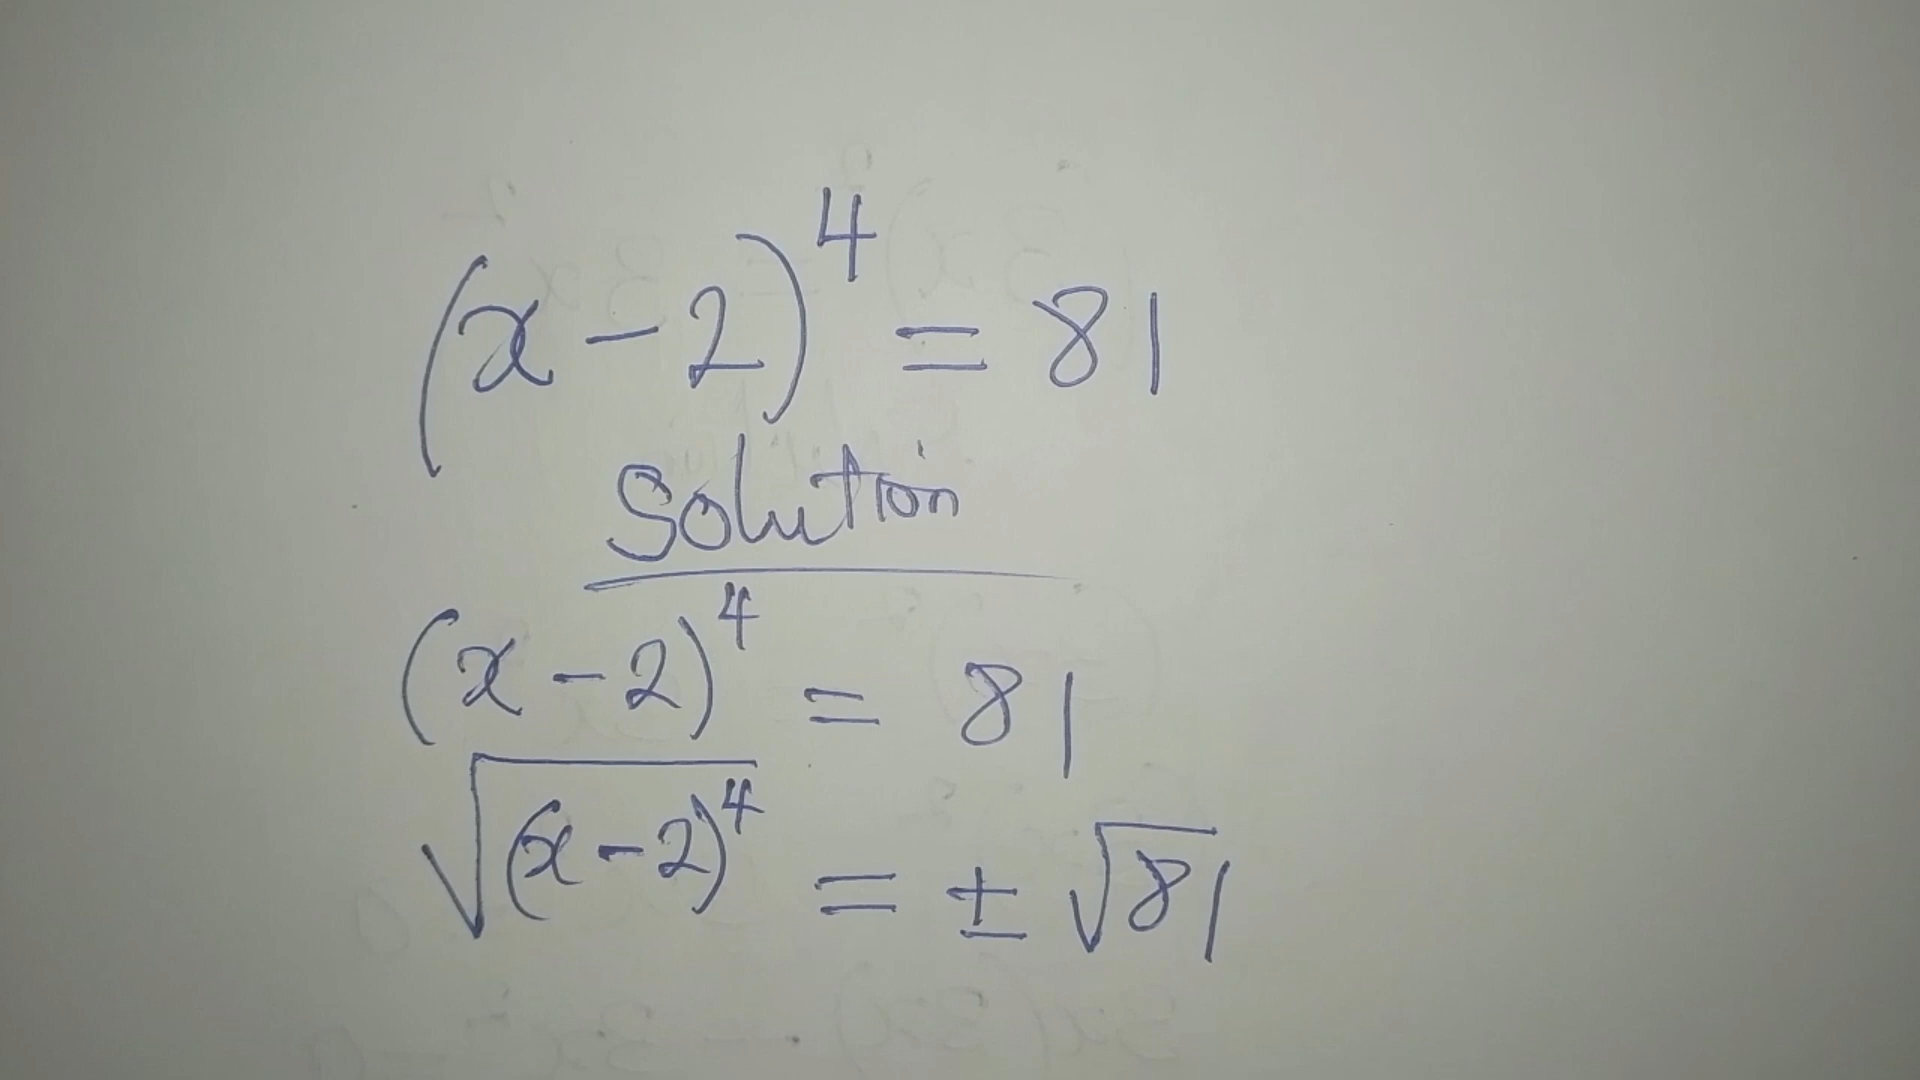 (x - 2)⁴ = 81
Solution
(x - 2)⁴ = 81
√(x - 2)⁴ = ± √81